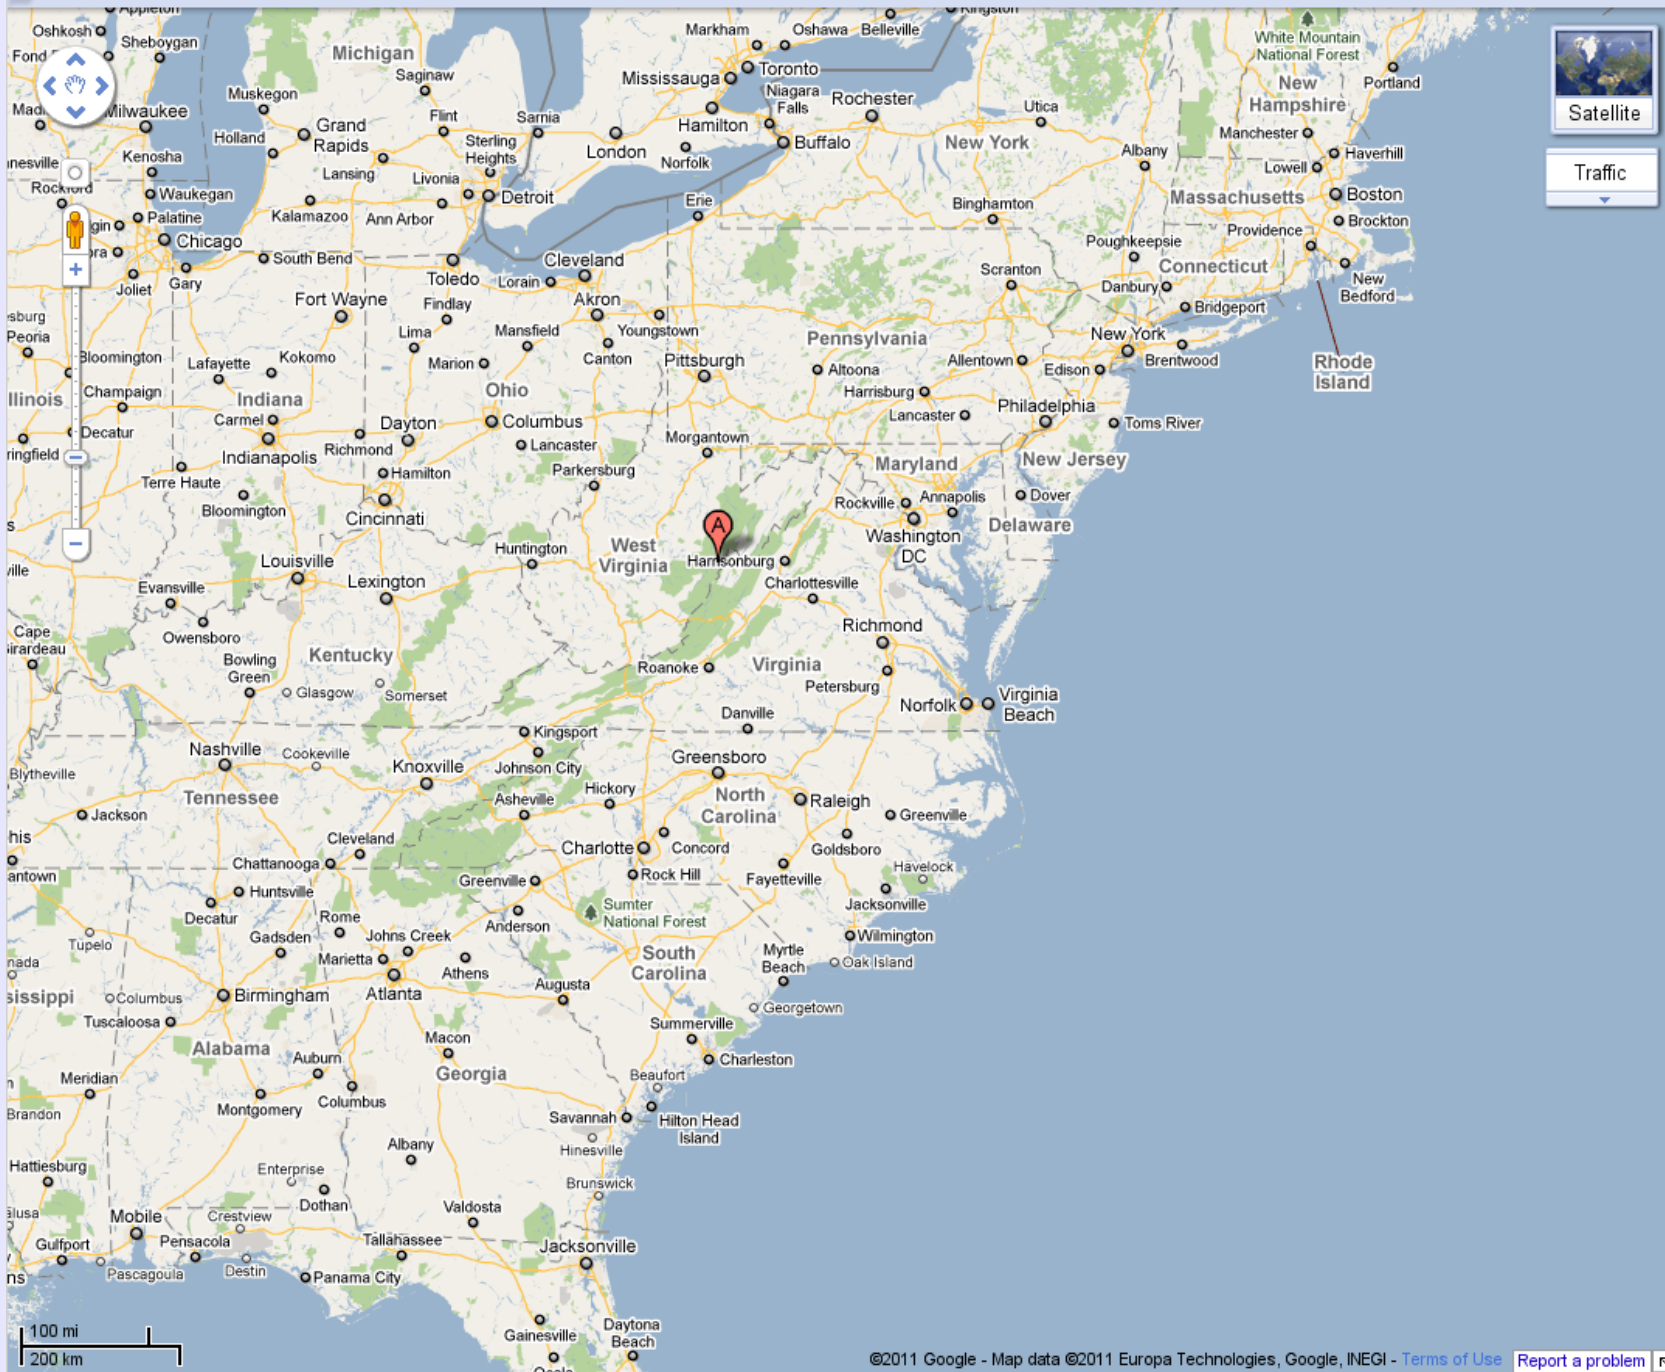 Appleton
Kingston
Oshkosh
Sheboygan
Michigan
Markham
Oshawa
Belleville
White Mountain
National Forest
Saginaw
Mississauga
Toronto
Niagara
Falls
Rochester
New
Hampshire
Portland
Satellite
Milwaukee
Muskegon
Flint
Sarnia
Hamilton
Utica
Manchester
Holland
Grand
Rapids
Sterling
Heights
London
Norfolk
Buffalo
New York
Albany
Haverhill
Lowell
Traffic
Kenosha
Lansing
Livonia
Detroit
Erie
Binghamton
Massachusetts
Boston
Rockford
Waukegan
Palatine
Kalamazoo
Ann Arbor
Brockton
Providence
Chicago
South Bend
Toledo
Lorain
Cleveland
Poughkeepsie
Connecticut
New
Bedford
Joliet
Gary
Scranton
Danbury
Bridgeport
Fort Wayne
Findlay
Akron
Youngstown
Peoria
Lima
Mansfield
Canton
Pennsylvania
New York
Brentwood
Bloomington
Lafayette
Kokomo
Marion
Pittsburgh
Altoona
Allentown
Edison
Rhode
Island
Champaign
Ohio
Harrisburg
llinois
Indiana
Carmel
Dayton
Columbus
Lancaster
Philadelphia
Toms River
Decatur
ringfield
Indianapolis
Richmond
Lancaster
Morgantown
Maryland
New Jersey
Terre Haute
Hamilton
Parkersburg
Bloomington
Cincinnati
Rockville
Annapolis
Dover
Delaware
A
Washington
DC
Louisville
Lexington
Huntington
West
Virginia
Harrisonburg
Charlottesville
ville
Evansville
Owensboro
Cape
Girardeau
Richmond
Bowling
Green
Kentucky
Glasgow
Somerset
Roanoke
Virginia
Petersburg
Norfolk
Virginia
Beach
Danville
Nashville
Cookeville
Kingsport
Johnson City
Knoxville
Greensboro
Blytheville
Tennessee
Jackson
Asheville
Hickory
North
Carolina
Raleigh
Greenville
his
antown
Cleveland
Chattanooga
Charlotte
Concord
Goldsboro
Havelock
Huntsville
Decatur
Greenville
Rock Hill
Fayetteville
Jacksonville
Rome
Anderson
Sumter
National Forest
Tupelo
Gadsden
Johns Creek
Marietta
Athens
Atlanta
South
Carolina
Myrtle
Beach
Wilmington
Oak Island
nada
sissippi
Columbus
Birmingham
Augusta
Georgetown
Tuscaloosa
Macon
Summerville
Charleston
Alabama
Auburn
Georgia
Beaufort
Meridian
Brandon
Montgomery
Columbus
Savannah
Hilton Head
Island
Albany
Hinesville
Hattiesburg
Enterprise
Dothan
Brunswick
Mobile
Crestview
Valdosta
Gulfport
Pensacola
Tallahassee
Jacksonville
Pascagoula
Destin
Panama City
Gainesville
Daytona
Beach
Ocala
100 mi
200 km
©2011 Google - Map data ©2011 Europa Technologies, Google, INEGI - Terms of Use
Report a problem